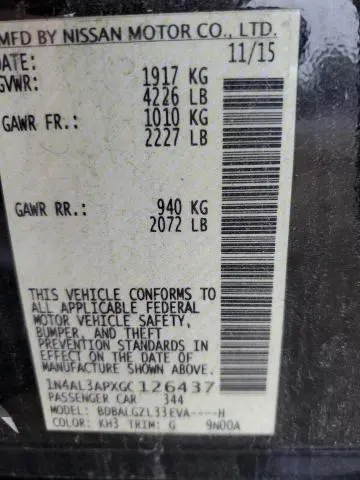 MFD BY NISSAN MOTOR CO., LTD.
DATE: 11/15
GVWR: 1917 KG
4226 LB
GAWR FR.: 1010 KG
2227 LB
GAWR RR.: 940 KG
2072 LB
THIS VEHICLE CONFORMS TO
ALL APPLICABLE FEDERAL
MOTOR VEHICLE SAFETY,
BUMPER, AND THEFT
PREVENTION STANDARDS
IN EFFECT ON THE DATE OF
MANUFACTURE SHOWN ABOVE.
1N4AL3APXGC126437
PASSENGER CAR 344
MODEL: BDBALGZL33EVA----H
COLOR: KH3 TRIM: G 9N00A